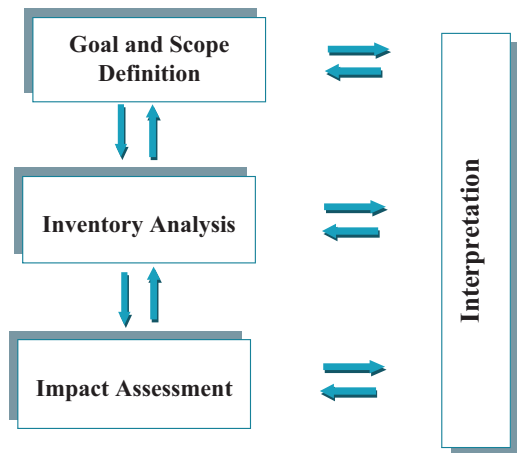 Goal and Scope
Definition
Inventory Analysis
Impact Assessment
Interpretation